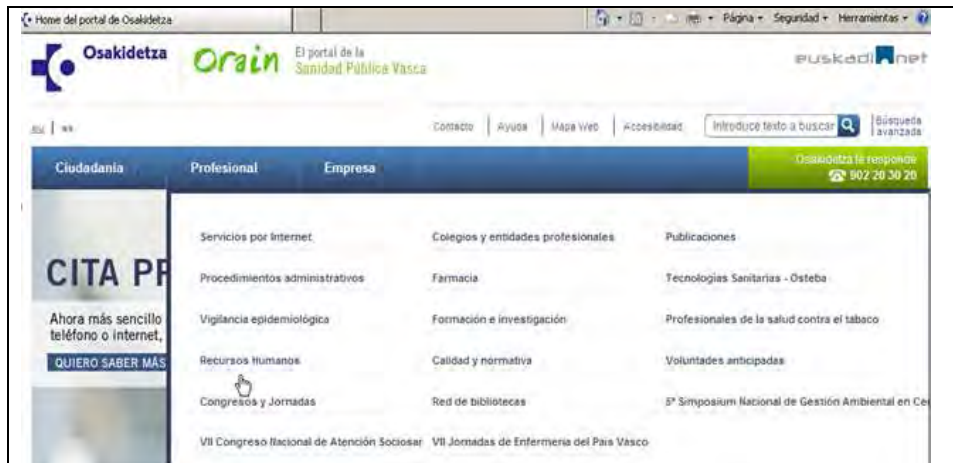 Home del portal de Osakidetza
Página Seguridad Herramientas
Osakidetza
Orain El portal de la
Sanidad Pública Vasca
euskadi net
eu | es
Contacto | Ayuda | Mapa Web | Accesibilidad
Introduce texto a buscar
Búsqueda
avanzada
Ciudadanía Profesional Empresa
Osakidetza le responde
902 20 30 20
Servicios por Internet Colegios y entidades profesionales Publicaciones
CITA PR
Procedimientos administrativos Farmacia Tecnologías Sanitarias - Osteba
Ahora más sencillo
teléfono o internet,
Vigilancia epidemiológica Formación e investigación Profesionales de la salud contra el tabaco
QUIERO SABER MÁS
Recursos Humanos Calidad y normativa Voluntades anticipadas
Congresos y Jornadas Red de bibliotecas 5º Simposium Nacional de Gestión Ambiental en Ce
VII Congreso Nacional de Atención Sociosar VII Jornadas de Enfermería del País Vasco